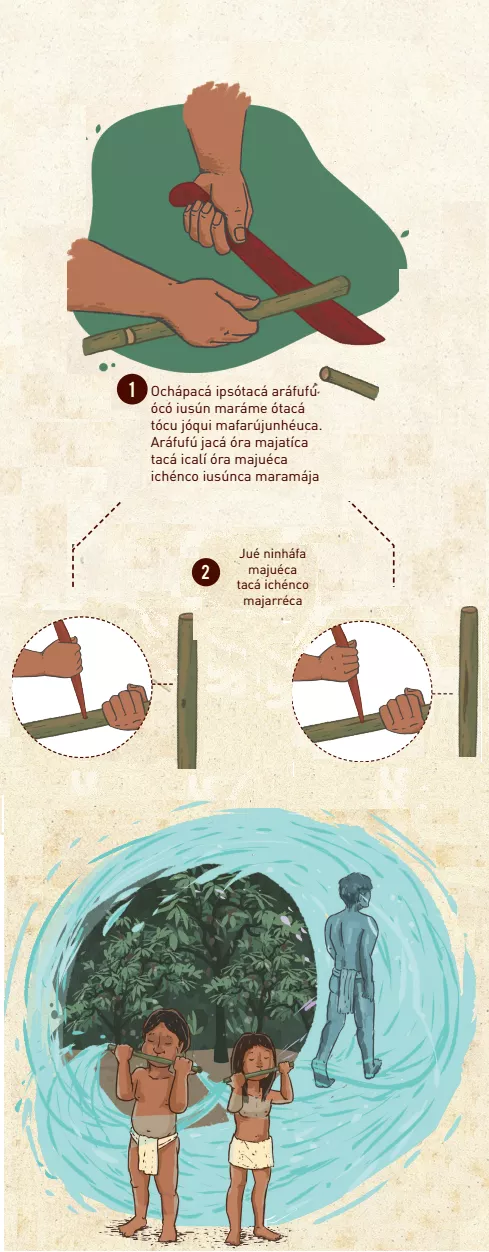 1
Ochápacá ipsótacá aráfufú-
ócó iusún maráme ótacá
tócu jóqui mafarújunhéuca.
Aráfufú jacá óra majatíca
tacá icalí óra majuéca
ichénco iusúnca maramája
2
Jué ninháfa
majuéca
tacá ichénco
majarréca